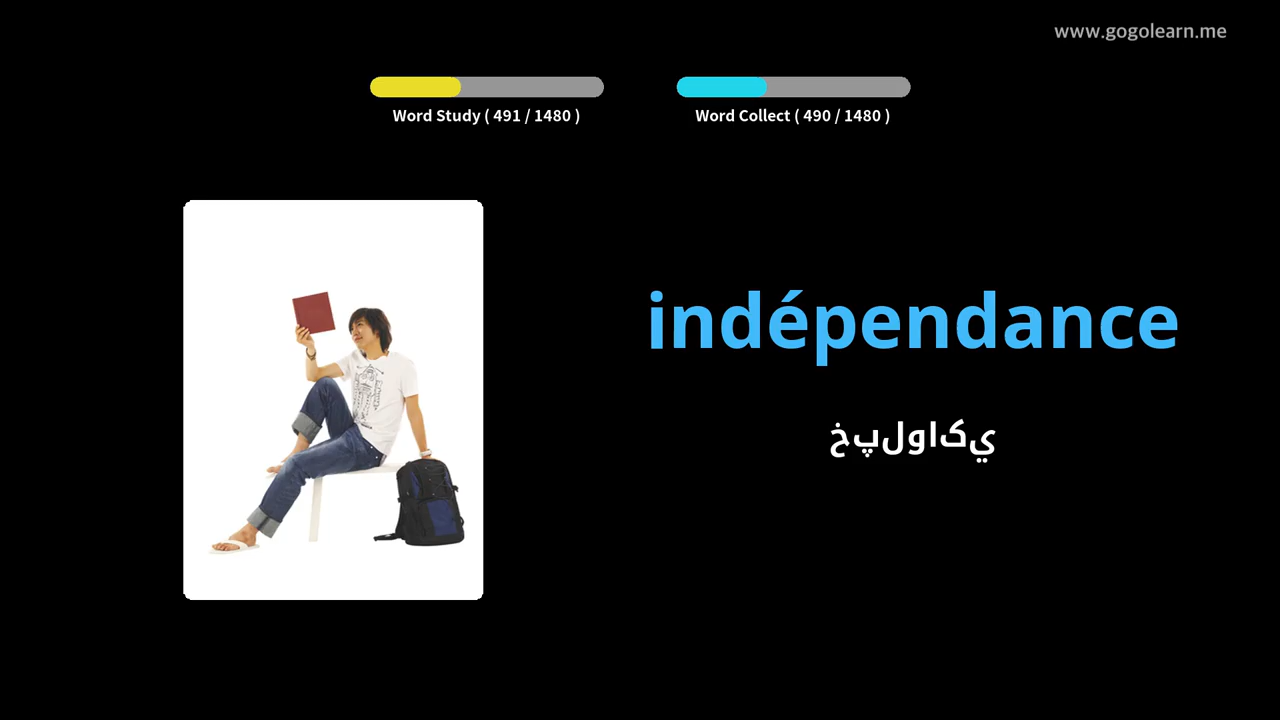 www.gogolearn.me
Word Study ( 491 / 1480 )
Word Collect ( 490 / 1480 )
indépendance
خپلواکي